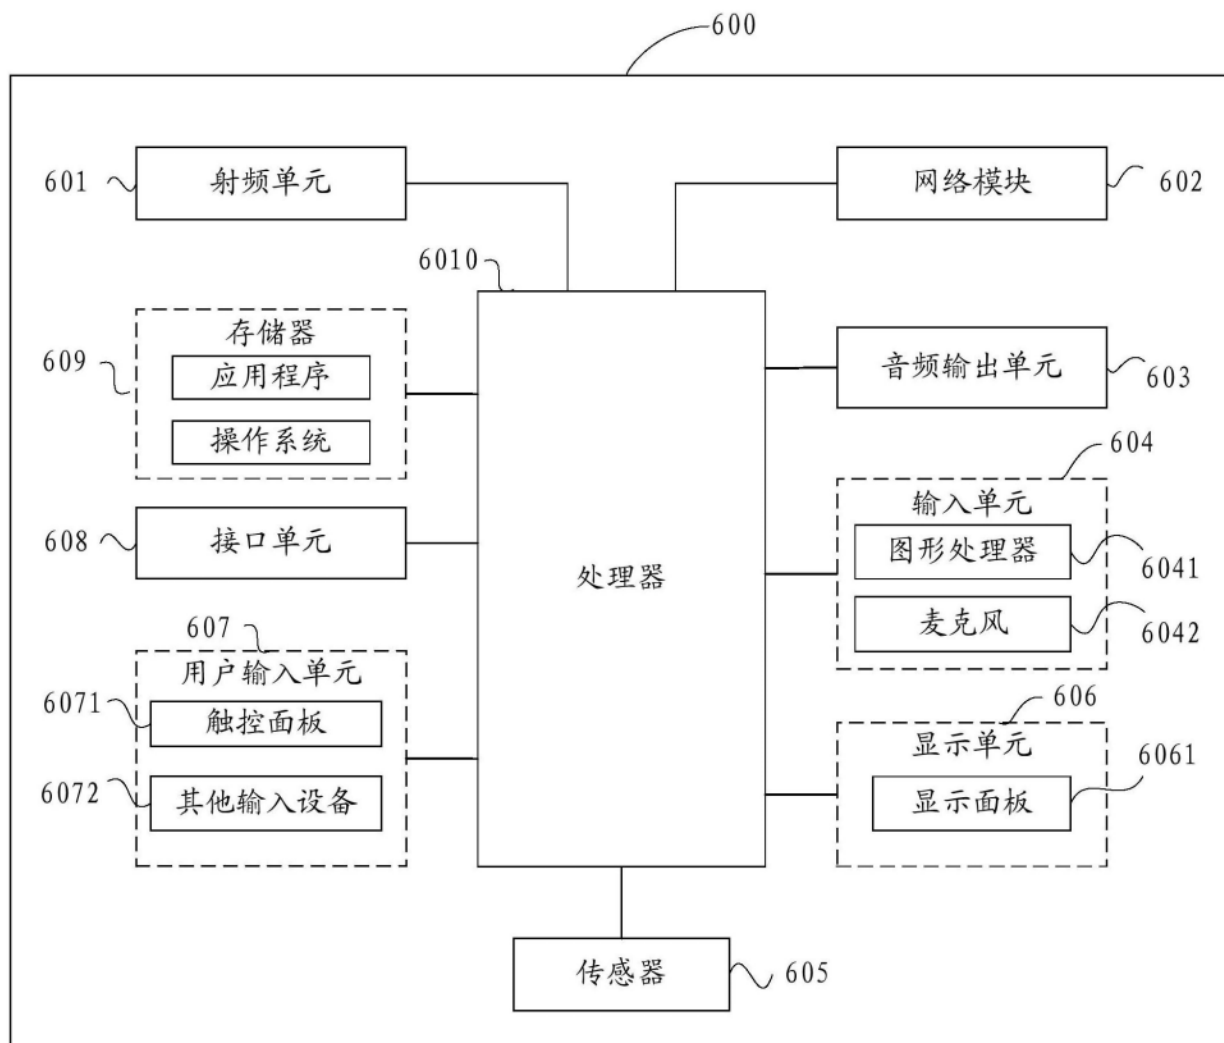 600
601
射频单元
网络模块
602
6010
存储器
609
应用程序
操作系统
音频输出单元
603
604
输入单元
图形处理器
6041
麦克风
6042
608
接口单元
处理器
607
用户输入单元
6071
触控面板
6072
其他输入设备
606
显示单元
6061
显示面板
传感器
605